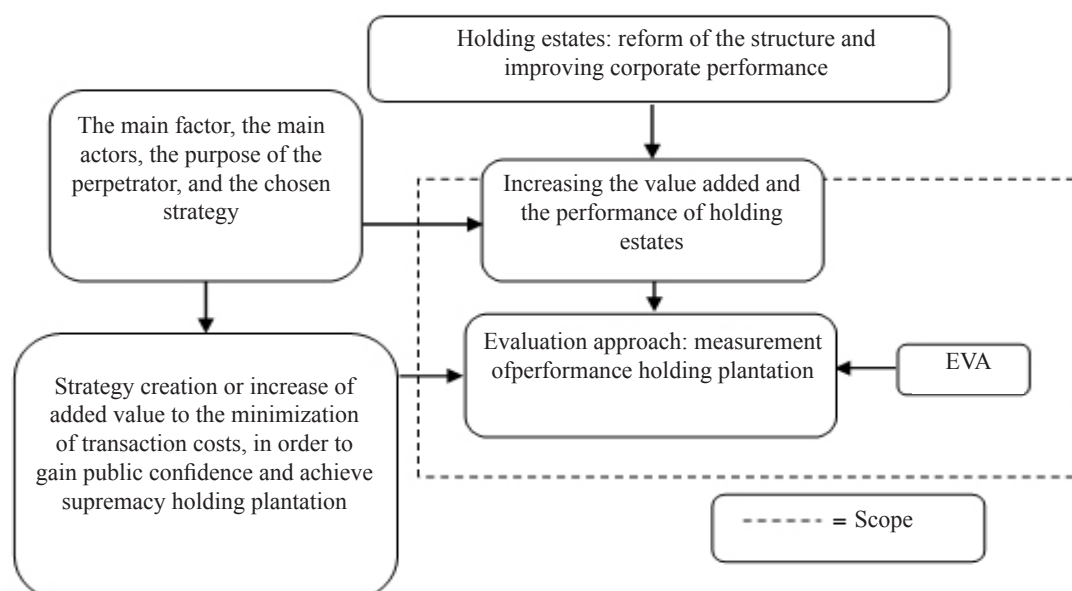 Holding estates: reform of the structure and
improving corporate performance
The main factor, the main
actors, the purpose of the
perpetrator, and the chosen
strategy
Increasing the value added and
the performance of holding
estates
Evaluation approach: measurement
ofperformance holding plantation
EVA
Strategy creation or increase of
added value to the minimization
of transaction costs, in order to
gain public confidence and achieve
supremacy holding plantation
= Scope